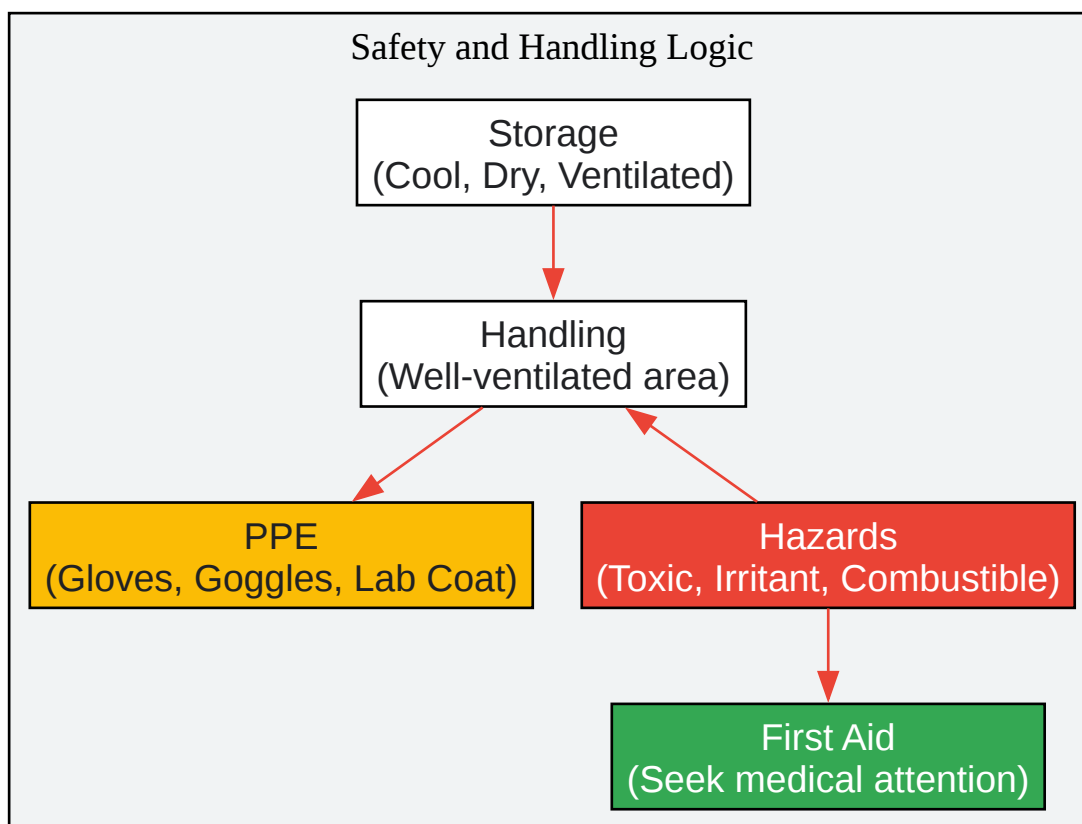 Safety and Handling Logic
Storage
(Cool, Dry, Ventilated)
Handling
(Well-ventilated area)
PPE
(Gloves, Goggles, Lab Coat)
Hazards
(Toxic, Irritant, Combustible)
First Aid
(Seek medical attention)